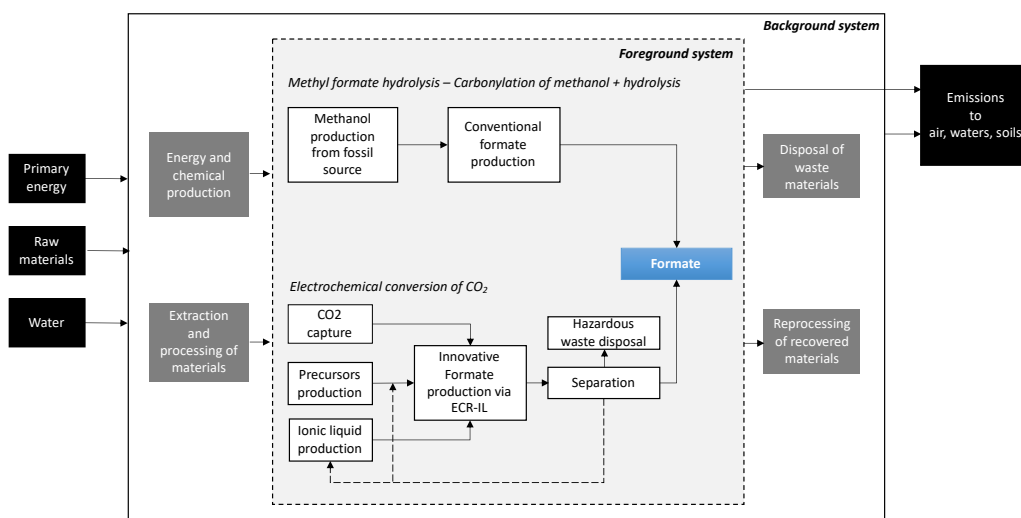 Background system
Foreground system
Methyl formate hydrolysis – Carbonylation of methanol + hydrolysis
Methanol
production
from fossil
source
Conventional
formate
production
Emissions
to
air, waters, soils
Primary
energy
Energy and
chemical
production
Disposal of
waste
materials
Raw
materials
Formate
Electrochemical conversion of CO₂
Water
Extraction
and
processing of
materials
CO2
capture
Hazardous
waste disposal
Reprocessing
of recovered
materials
Precursors
production
Innovative
Formate
production via
ECR-IL
Separation
Ionic liquid
production